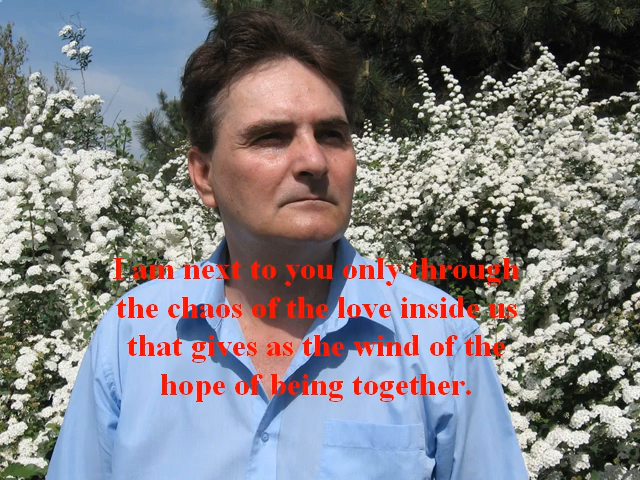 I am next to you only through
the chaos of the love inside us
that gives as the wind of the
hope of being together.